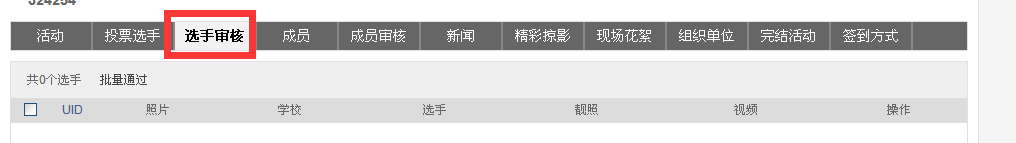 324254
活动 投票选手 选手审核 成员 成员审核 新闻 精彩掠影 现场花絮 组织单位 完结活动 签到方式
共0个选手 批量通过
UID 照片 学校 选手 靓照 视频 操作